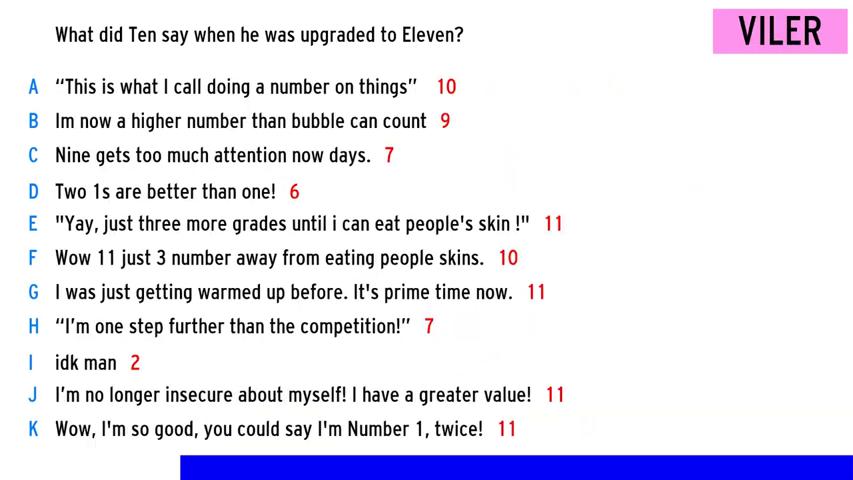 What did Ten say when he was upgraded to Eleven?
VILER
A “This is what I call doing a number on things” 10
B Im now a higher number than bubble can count 9
C Nine gets too much attention now days. 7
D Two 1s are better than one! 6
E "Yay, just three more grades until i can eat people's skin !" 11
F Wow 11 just 3 number away from eating people skins. 10
G I was just getting warmed up before. It's prime time now. 11
H “I’m one step further than the competition!” 7
I idk man 2
J I’m no longer insecure about myself! I have a greater value! 11
K Wow, I'm so good, you could say I'm Number 1, twice! 11